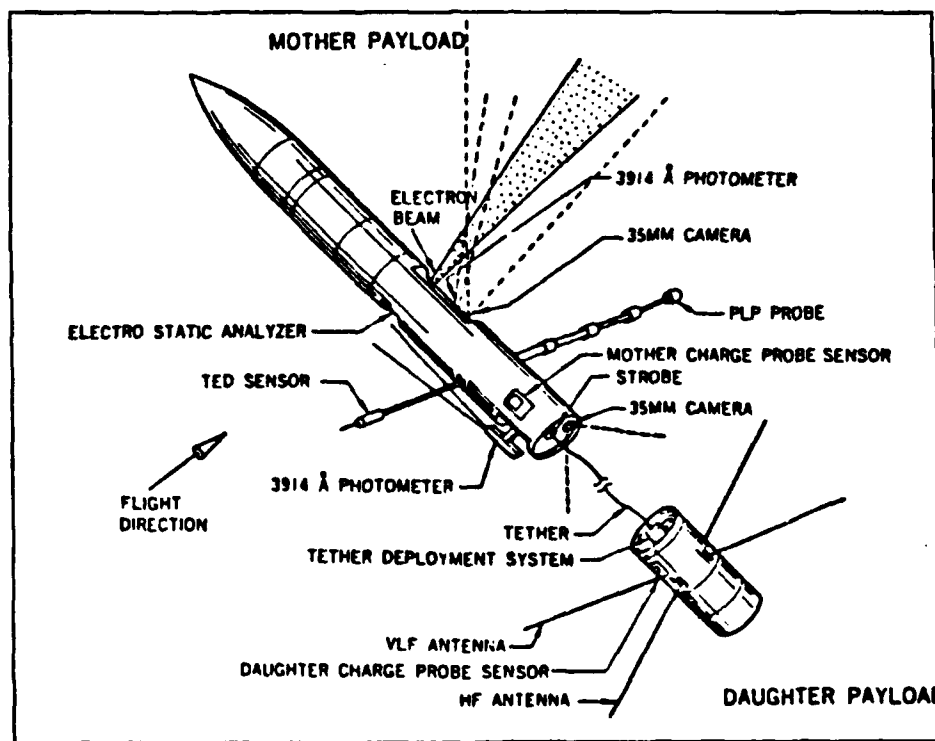 MOTHER PAYLOAD
3914 Å PHOTOMETER
ELECTRON
BEAM
35MM CAMERA
PLP PROBE
ELECTRO STATIC ANALYZER
MOTHER CHARGE PROBE SENSOR
TED SENSOR
STROBE
35MM CAMERA
3914 Å PHOTOMETER
FLIGHT
DIRECTION
TETHER
TETHER DEPLOYMENT SYSTEM
VLF ANTENNA
DAUGHTER CHARGE PROBE SENSOR
HF ANTENNA
DAUGHTER PAYLOAD